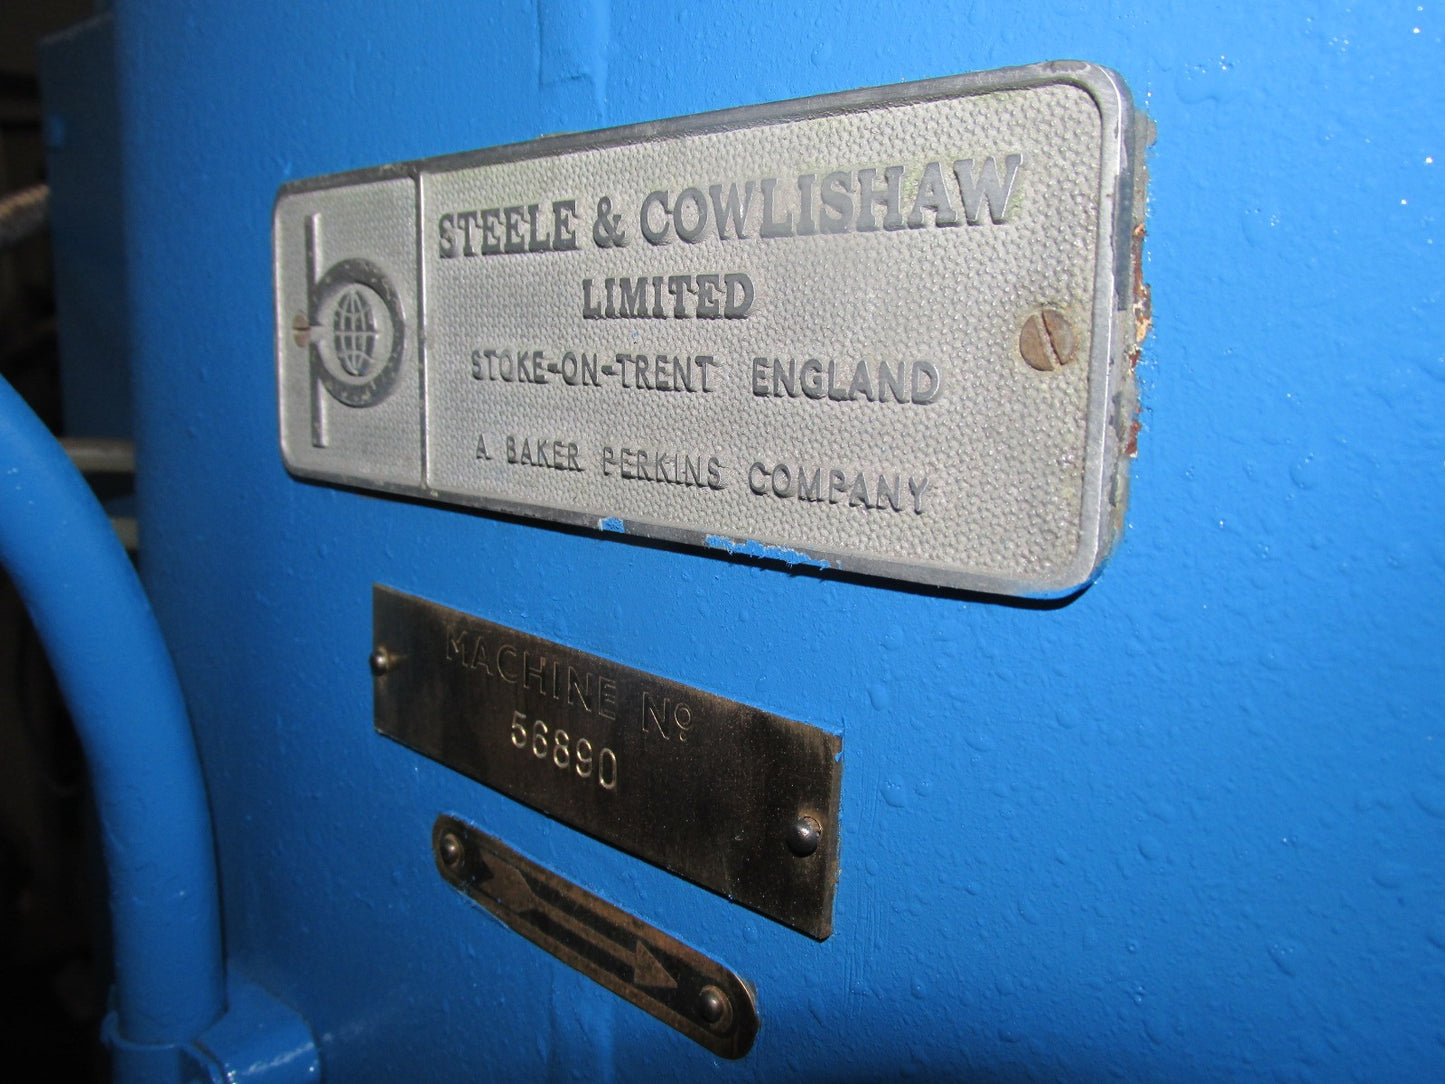 STEELE & COWLISHAW
LIMITED
STOKE-ON-TRENT ENGLAND
A BAKER PERKINS COMPANY
MACHINE Nº
56890